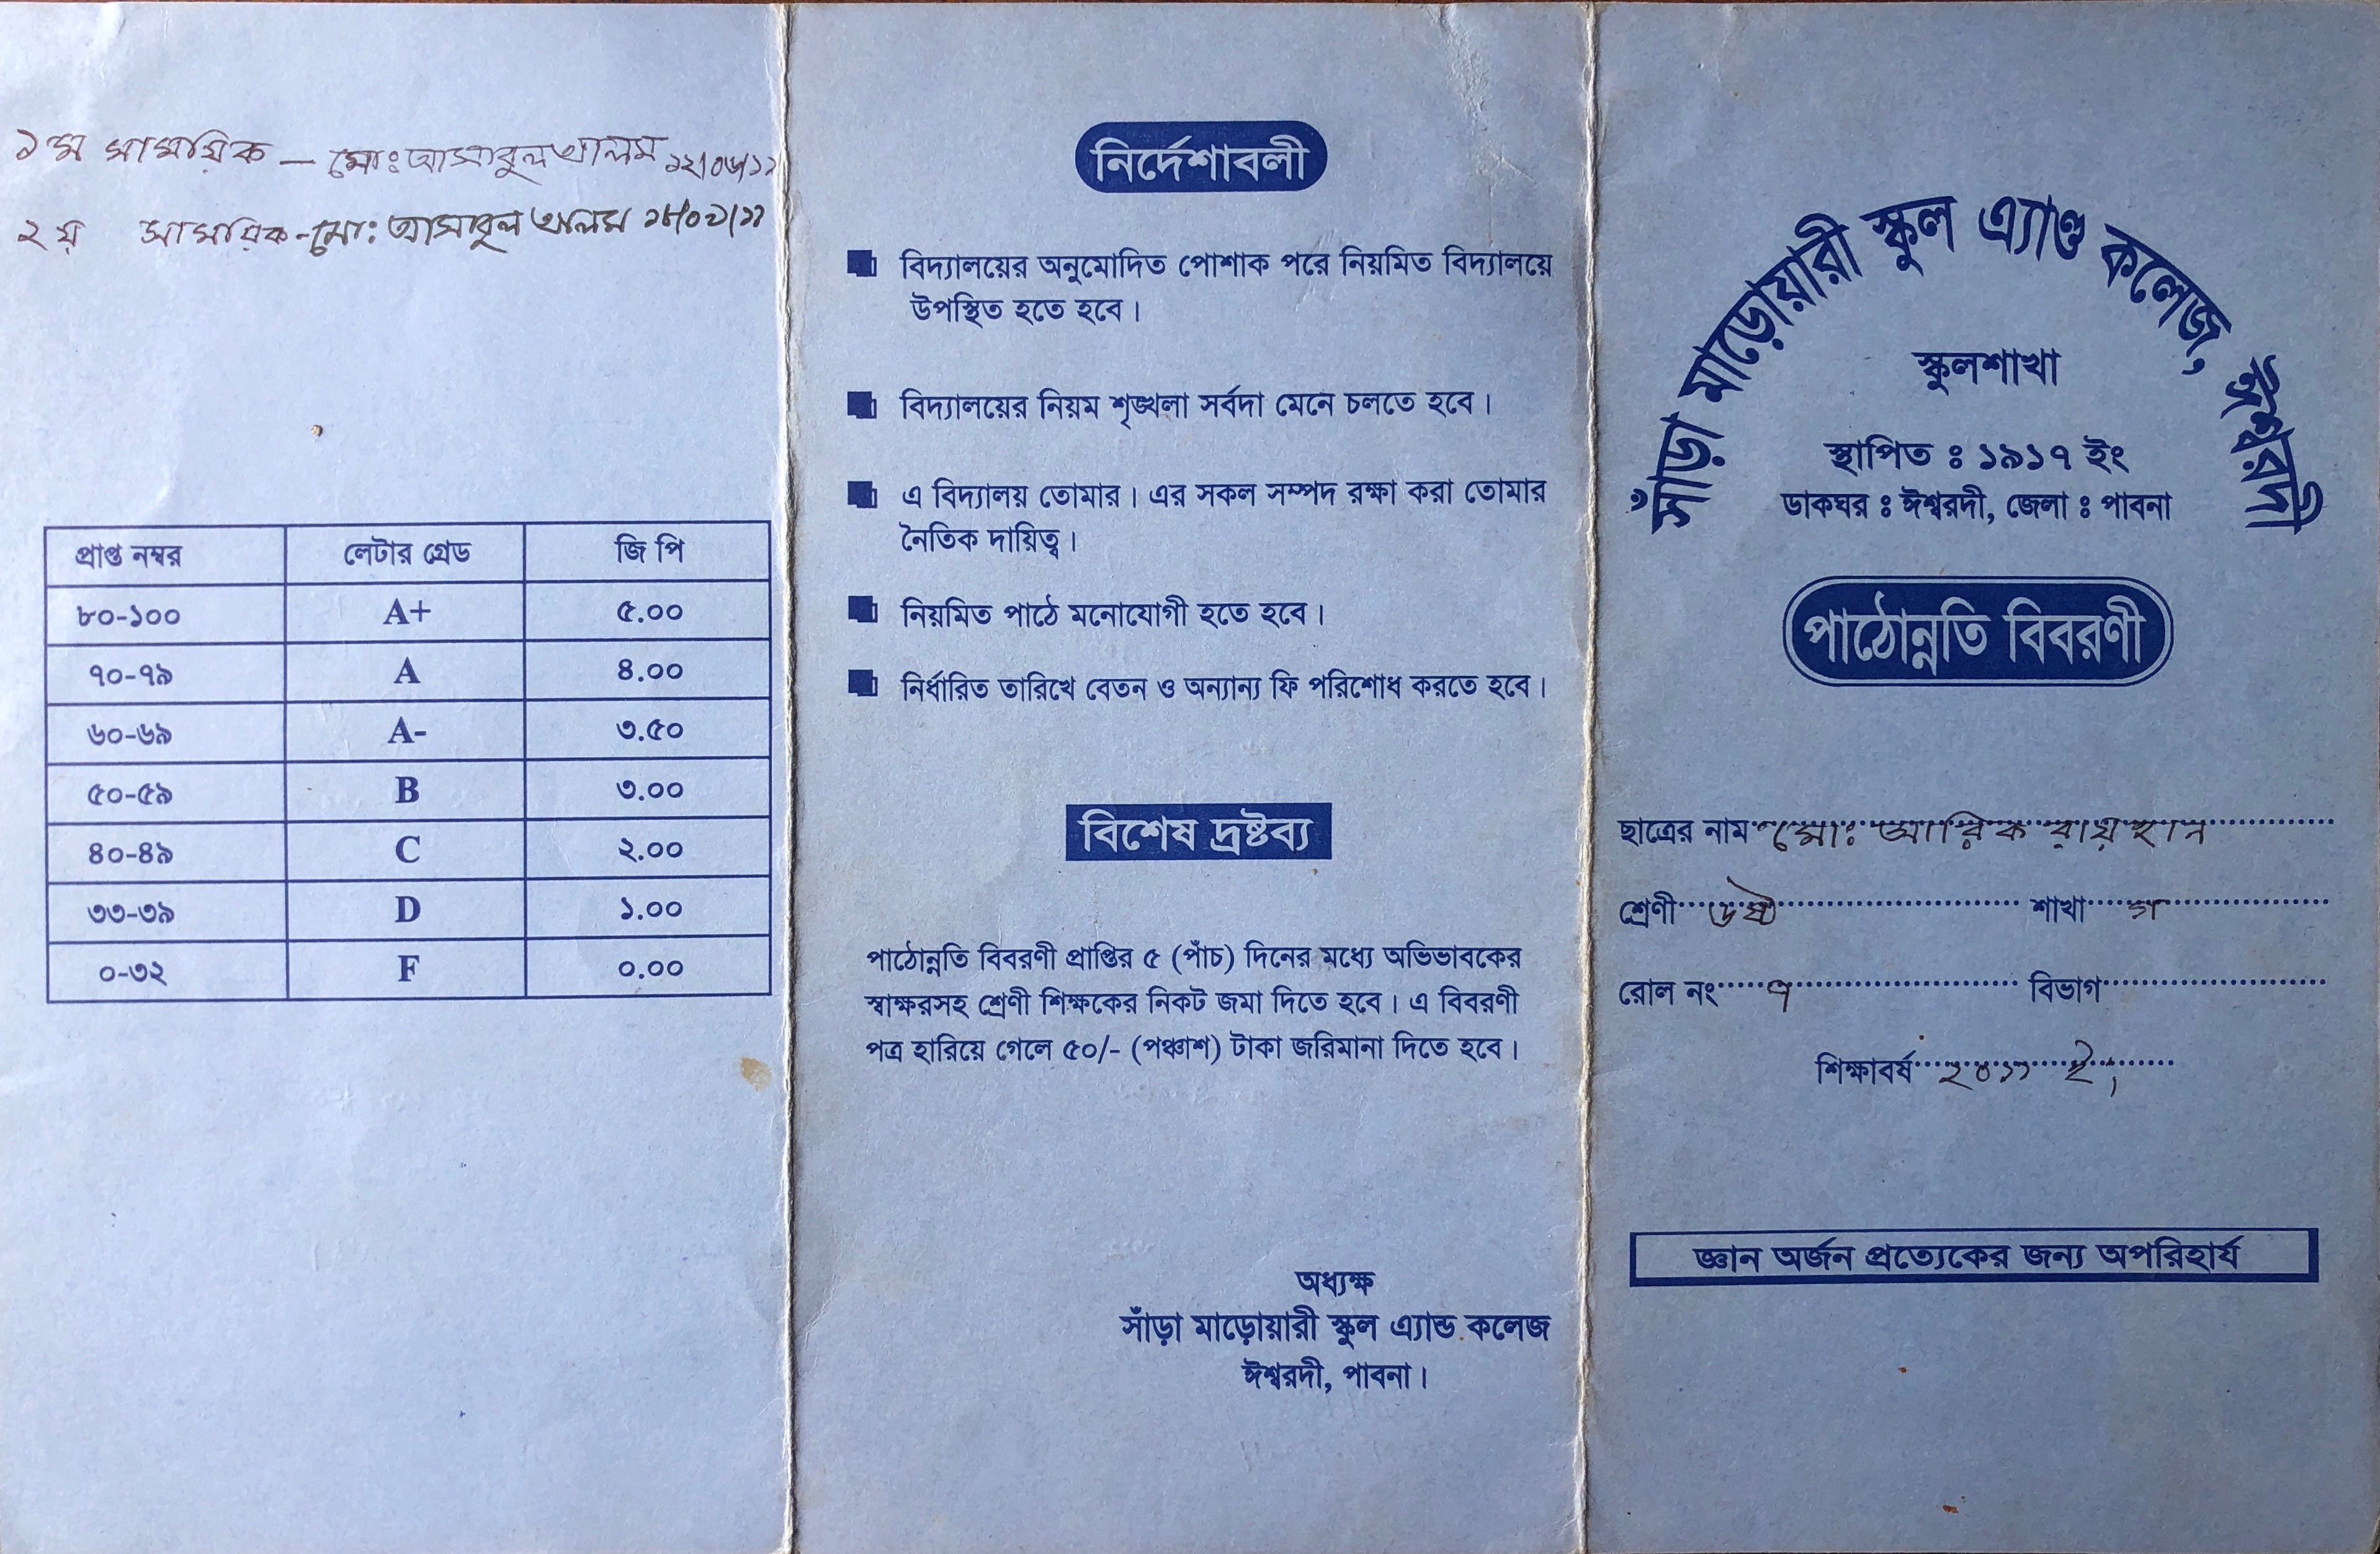 ১ম সাময়িক – মোঃ আসাবুল আলম ১২/০৬/১১
২য় সাময়িক - মো: আসাবুল আলম ১৮/০৯/১১
প্রাপ্ত নম্বর লেটার গ্রেড জি পি
৮০-১০০ A+ ৫.০০
৭০-৭৯ A ৪.০০
৬০-৬৯ A- ৩.৫০
৫০-৫৯ B ৩.০০
৪০-৪৯ C ২.০০
৩৩-৩৯ D ১.০০
০-৩২ F ০.০০
নির্দেশাবলী
বিদ্যালয়ের অনুমোদিত পোশাক পরে নিয়মিত বিদ্যালয়ে
উপস্থিত হতে হবে।
বিদ্যালয়ের নিয়ম শৃঙ্খলা সর্বদা মেনে চলতে হবে।
এ বিদ্যালয় তোমার। এর সকল সম্পদ রক্ষা করা তোমার
নৈতিক দায়িত্ব।
নিয়মিত পাঠে মনোযোগী হতে হবে।
নির্ধারিত তারিখে বেতন ও অন্যান্য ফি পরিশোধ করতে হবে।
বিশেষ দ্রষ্টব্য
পাঠোন্নতি বিবরণী প্রাপ্তির ৫ (পাঁচ) দিনের মধ্যে অভিভাবকের
স্বাক্ষরসহ শ্রেণী শিক্ষকের নিকট জমা দিতে হবে। এ বিবরণী
পত্র হারিয়ে গেলে ৫০/- (পঞ্চাশ) টাকা জরিমানা দিতে হবে।
অধ্যক্ষ
সাঁড়া মাড়োয়ারী স্কুল এ্যান্ড কলেজ
ঈশ্বরদী, পাবনা।
সাঁড়া মাড়োয়ারী স্কুল এ্যাণ্ড কলেজ, ঈশ্বরদী
স্কুলশাখা
স্থাপিত ঃ ১৯১৭ ইং
ডাকঘর ঃ ঈশ্বরদী, জেলা ঃ পাবনা
পাঠোন্নতি বিবরণী
ছাত্রের নাম মোঃ আরিক রায়হান
শ্রেণী ৬ষ্ঠ শাখা গ
রোল নং ৭ বিভাগ
শিক্ষাবর্ষ ২০১১ ইং
জ্ঞান অর্জন প্রত্যেকের জন্য অপরিহার্য